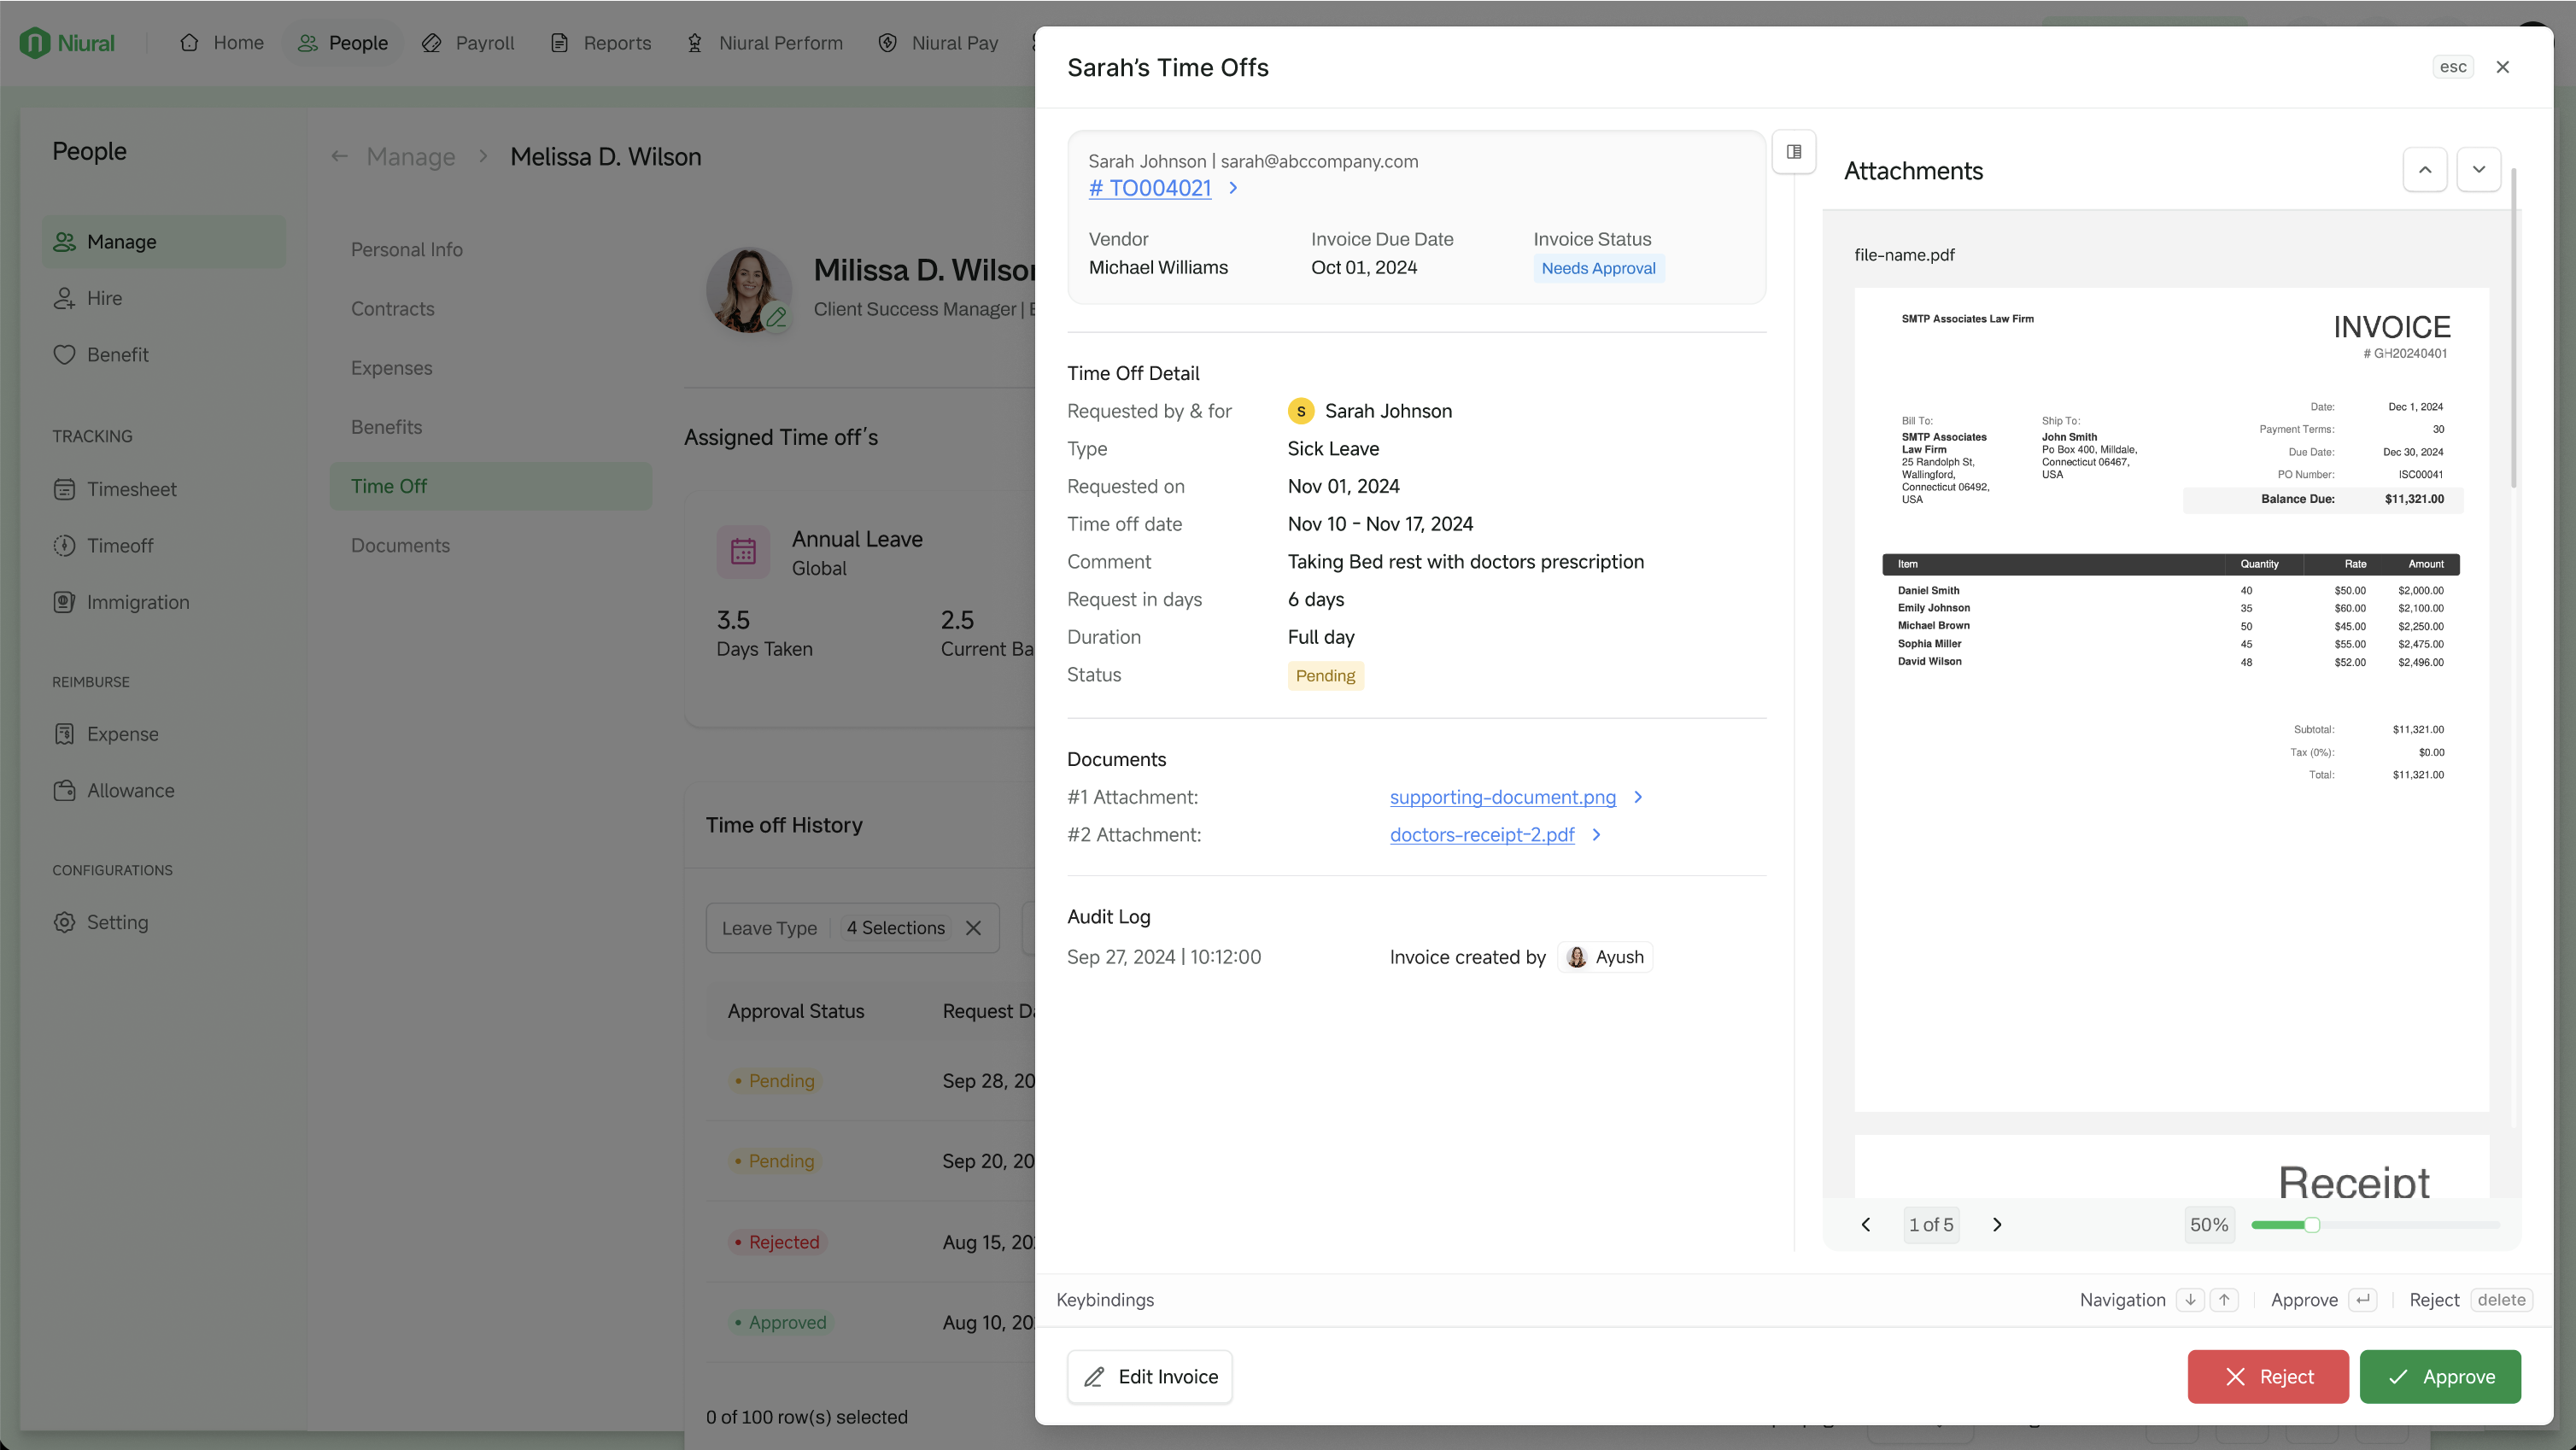 Niural
Home
People
Payroll
Reports
Niural Perform
Niural Pay
People
Manage
Hire
Benefit
TRACKING
Timesheet
Timeoff
Immigration
REIMBURSE
Expense
Allowance
CONFIGURATIONS
Setting
Manage
Melissa D. Wilson
Personal Info
Contracts
Expenses
Benefits
Time Off
Documents
Milissa D. Wilson
Client Success Manager |
Assigned Time off's
Annual Leave
Global
3.5
Days Taken
2.5
Current Ba
Time off History
Leave Type 4 Selections
Approval Status Request Da
Pending Sep 28, 20
Pending Sep 20, 20
Rejected Aug 15, 20
Approved Aug 10, 20
0 of 100 row(s) selected
Sarah's Time Offs
esc
Sarah Johnson | sarah@abccompany.com
# TO004021
Vendor Invoice Due Date Invoice Status
Michael Williams Oct 01, 2024 Needs Approval
Time Off Detail
Requested by & for S Sarah Johnson
Type Sick Leave
Requested on Nov 01, 2024
Time off date Nov 10 - Nov 17, 2024
Comment Taking Bed rest with doctors prescription
Request in days 6 days
Duration Full day
Status Pending
Documents
#1 Attachment: supporting-document.png
#2 Attachment: doctors-receipt-2.pdf
Audit Log
Sep 27, 2024 | 10:12:00 Invoice created by Ayush
Attachments
file-name.pdf
SMTP Associates Law Firm
INVOICE
# GH20240401
Bill To:
SMTP Associates
Law Firm
25 Randolph St,
Wallingford,
Connecticut 06492,
USA
Ship To:
John Smith
Po Box 400, Milldale,
Connecticut 06467,
USA
Date: Dec 1, 2024
Payment Terms: 30
Due Date: Dec 30, 2024
PO Number: ISC00041
Balance Due: $11,321.00
Item Quantity Rate Amount
Daniel Smith 40 $50.00 $2,000.00
Emily Johnson 35 $60.00 $2,100.00
Michael Brown 50 $45.00 $2,250.00
Sophia Miller 45 $55.00 $2,475.00
David Wilson 48 $52.00 $2,496.00
Subtotal: $11,321.00
Tax (0%): $0.00
Total: $11,321.00
Receipt
1 of 5
50%
Keybindings
Navigation Approve Reject delete
Edit Invoice
Reject
Approve